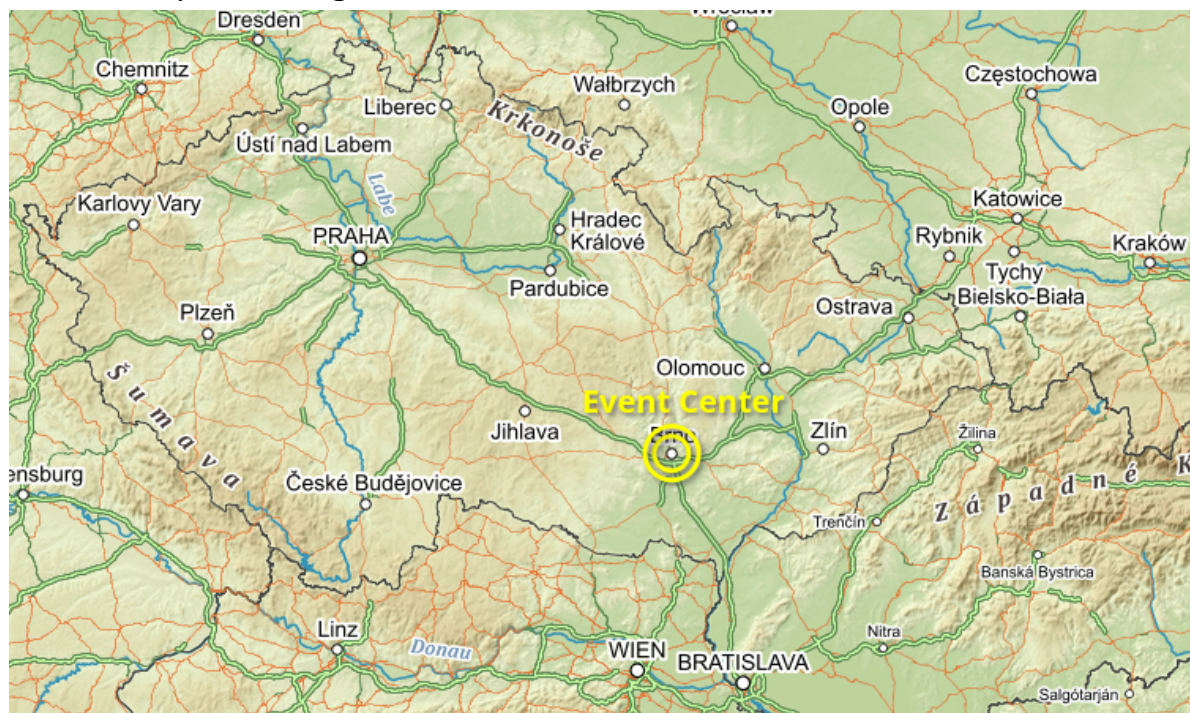 Wrocław
Dresden
Chemnitz
Liberec
Wałbrzych
Częstochowa
Opole
Ústí nad Labem
Krkonoše
Labe
Karlovy Vary
PRAHA
Hradec
Králové
Katowice
Rybnik
Kraków
Tychy
Pardubice
Bielsko-Biała
Ostrava
Plzeň
Olomouc
Event Center
Šumava
Jihlava
Brno
Zlín
Žilina
ensburg
České Budějovice
Západné K
Trenčín
Banská Bystrica
Linz
Donau
WIEN
BRATISLAVA
Nitra
Salgótarján